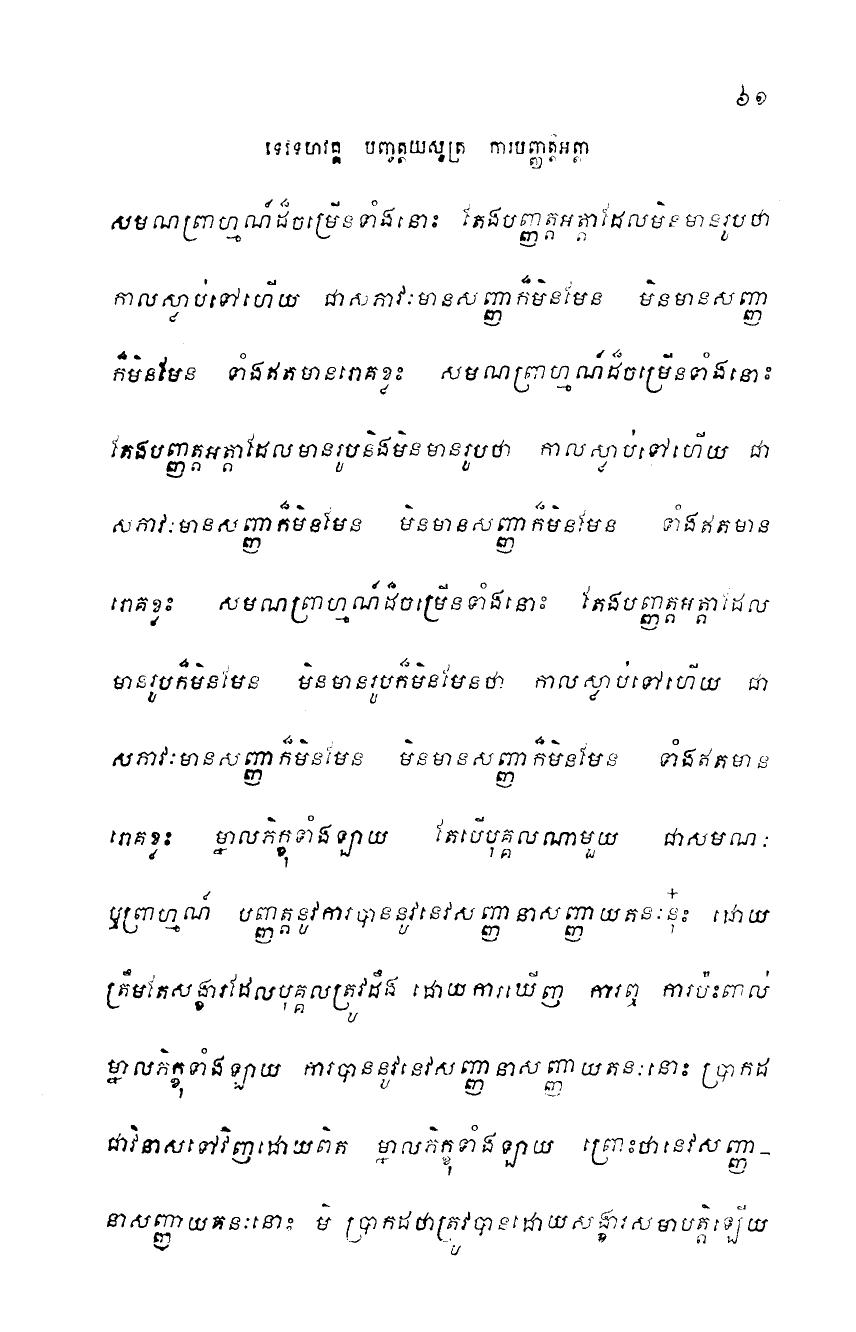 ៦១
ទេវទហវគ្គ បញ្ចត្តយសូត្រ ការបញ្ញត្តិអត្តា
សមណព្រាហ្មណ៍ដ៏ចម្រើនទាំងនោះ តែងបញ្ញត្តអត្តាដែលមិនមានរូបថា
កាលស្លាប់ទៅហើយ ជាសភាវៈមានសញ្ញាក៏មិនមែន មិនមានសញ្ញា
ក៏មិនមែន ទាំងឥតមានរោគខ្លះ សមណព្រាហ្មណ៍ដ៏ចម្រើនទាំងនោះ
តែងបញ្ញត្តអត្តាដែលមានរូបនិងមិនមានរូបថា កាលស្លាប់ទៅហើយ ជា
សភាវៈមានសញ្ញាក៏មិនមែន មិនមានសញ្ញាក៏មិនមែន ទាំងឥតមាន
រោគខ្លះ សមណព្រាហ្មណ៍ដ៏ចម្រើនទាំងនោះ តែងបញ្ញត្តអត្តាដែល
មានរូបក៏មិនមែន មិនមានរូបក៏មិនមែនថា កាលស្លាប់ទៅហើយ ជា
សភាវៈមានសញ្ញាក៏មិនមែន មិនមានសញ្ញាក៏មិនមែន ទាំងឥតមាន
រោគខ្លះ ម្នាលភិក្ខុទាំងឡាយ តែបើបុគ្គលណាមួយ ជាសមណៈ
ឬព្រាហ្មណ៍ បញ្ញត្តនូវការបាននូវនេវសញ្ញានាសញ្ញាយតនៈនុ៎ះ ដោយ
ត្រឹមតែសង្ខារដែលបុគ្គលត្រូវដឹង ដោយការឃើញ ការឮ ការប៉ះពាល់
ម្នាលភិក្ខុទាំងឡាយ ការបាននូវនេវសញ្ញានាសញ្ញាយតនៈនោះ ប្រាកដ
ជាវិនាសទៅវិញដោយពិត ម្នាលភិក្ខុទាំងឡាយ ព្រោះថានេវសញ្ញា-
នាសញ្ញាយតនៈនោះ មិ ប្រាកដថាត្រូវបានដោយសង្ខារសមាបត្តិឡើយ